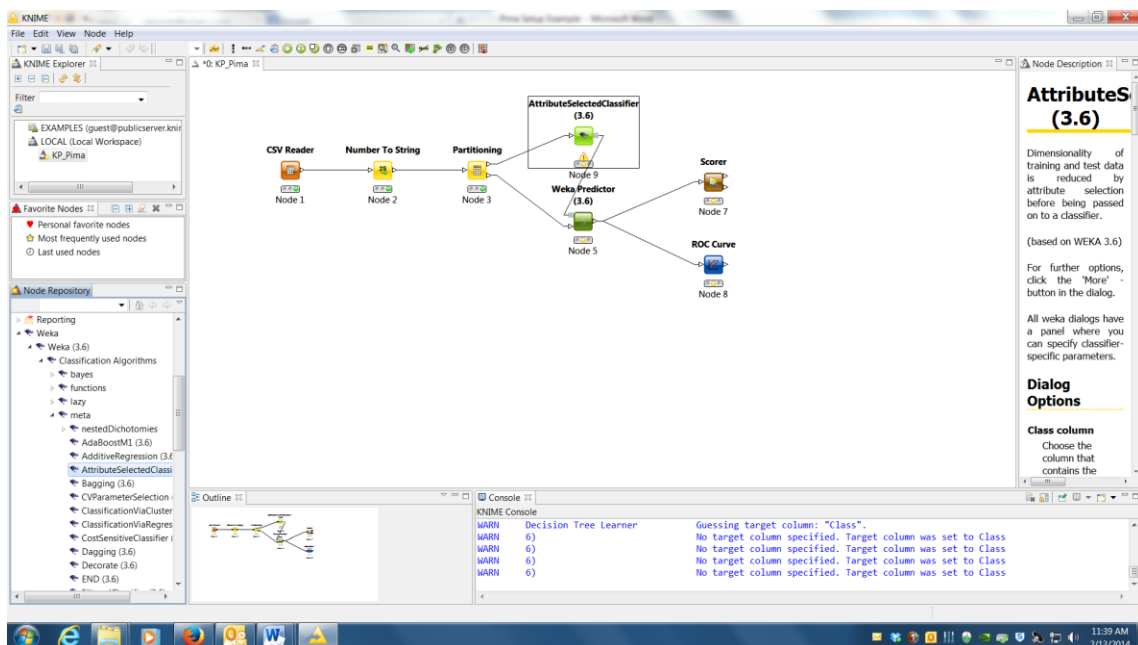 KNIME
Pima Setup Example - Microsoft Word
File Edit View Node Help
KNIME Explorer
*0: KP_Pima
Node Description
Filter
EXAMPLES (guest@publicserver.knin
LOCAL (Local Workspace)
KP_Pima
Favorite Nodes
Personal favorite nodes
Most frequently used nodes
Last used nodes
Node Repository
Reporting
Weka
Weka (3.6)
Classification Algorithms
bayes
functions
lazy
meta
nestedDichotomies
AdaBoostM1 (3.6)
AdditiveRegression (3.6
AttributeSelectedClassi
Bagging (3.6)
CVParameterSelection
ClassificationViaCluster
ClassificationViaRegres
CostSensitiveClassifier (
Dagging (3.6)
Decorate (3.6)
END (3.6)
CSV Reader
Node 1
Number To String
Node 2
Partitioning
Node 3
AttributeSelectedClassifier
(3.6)
Node 9
Weka Predictor
(3.6)
Node 5
Scorer
Node 7
ROC Curve
Node 8
AttributeS
(3.6)
Dimensionality of
training and test data
is reduced by
attribute selection
before being passed
on to a classifier.
(based on WEKA 3.6)
For further options,
click the 'More' -
button in the dialog.
All weka dialogs have
a panel where you
can specify classifier-
specific parameters.
Dialog
Options
Class column
Choose the
column that
contains the
Outline
Console
KNIME Console
WARN Decision Tree Learner Guessing target column: "Class".
WARN 6) No target column specified. Target column was set to Class
WARN 6) No target column specified. Target column was set to Class
WARN 6) No target column specified. Target column was set to Class
WARN 6) No target column specified. Target column was set to Class
11:39 AM
2/13/2014